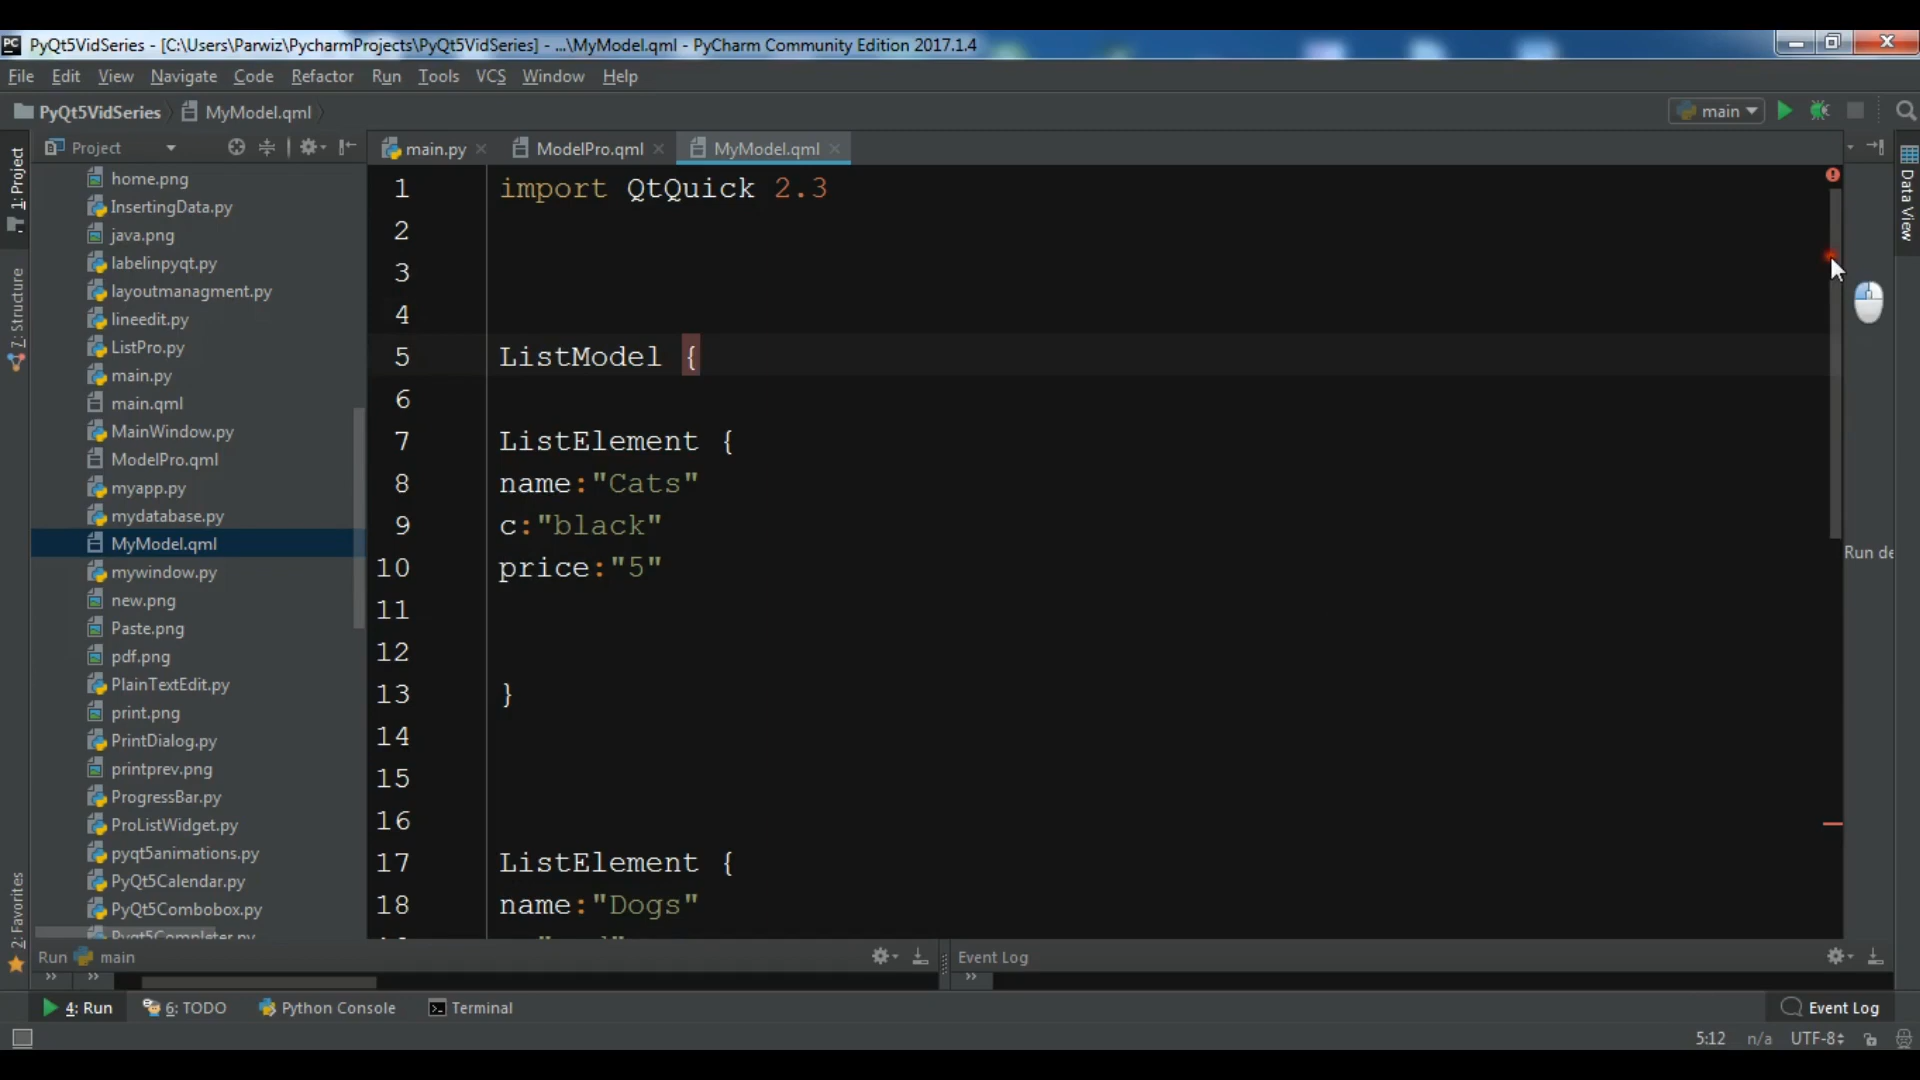 PyQt5VidSeries - [C:\Users\Parwiz\PycharmProjects\PyQt5VidSeries] - ...\MyModel.qml - PyCharm Community Edition 2017.1.4
File Edit View Navigate Code Refactor Run Tools VCS Window Help
PyQt5VidSeries MyModel.qml main
Project main.py ModelPro.qml MyModel.qml
1: Project
7: Structure
2: Favorites
Data View
home.png
InsertingData.py
java.png
labelinpyqt.py
layoutmanagment.py
lineedit.py
ListPro.py
main.py
main.qml
MainWindow.py
ModelPro.qml
myapp.py
mydatabase.py
MyModel.qml
mywindow.py
new.png
Paste.png
pdf.png
PlainTextEdit.py
print.png
PrintDialog.py
printprev.png
ProgressBar.py
ProListWidget.py
pyqt5animations.py
PyQt5Calendar.py
PyQt5Combobox.py
Pyqt5Completer.py
1 import QtQuick 2.3
2
3
4
5 ListModel {
6
7 ListElement {
8 name:"Cats"
9 c:"black"
10 price:"5"
11
12
13 }
14
15
16
17 ListElement {
18 name:"Dogs"
Run de
Run main
Event Log
4: Run 6: TODO Python Console Terminal Event Log
5:12 n/a UTF-8